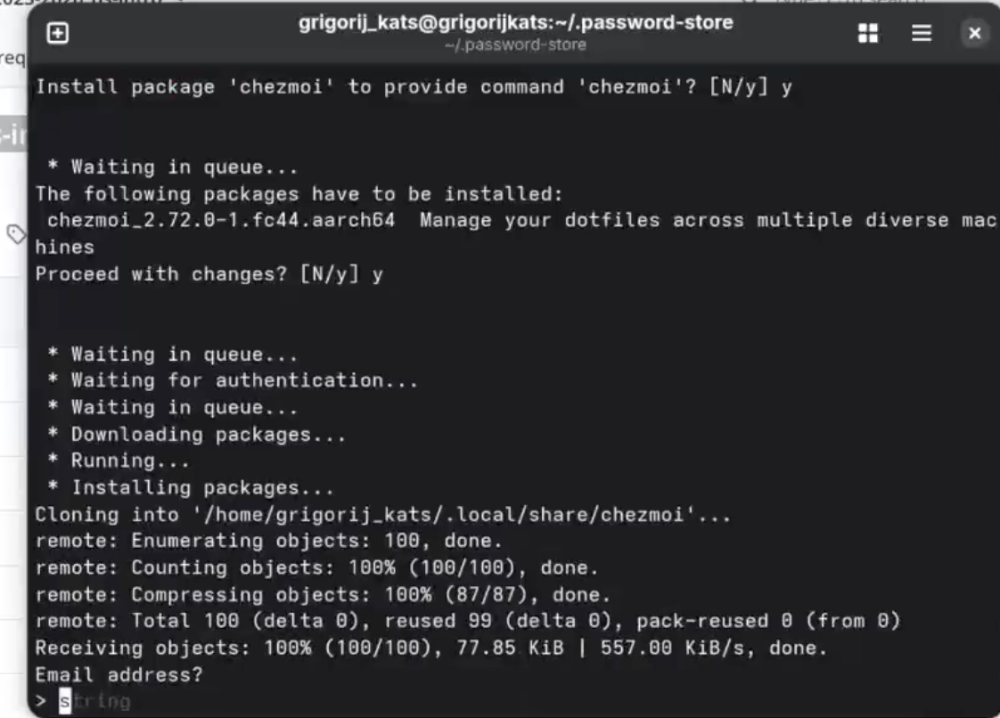 grigorij_kats@grigorijkats:~/.password-store
~/.password-store
req
s-in
Install package 'chezmoi' to provide command 'chezmoi'? [N/y] y
* Waiting in queue...
The following packages have to be installed:
chezmoi_2.72.0-1.fc44.aarch64  Manage your dotfiles across multiple diverse mac
hines
Proceed with changes? [N/y] y
* Waiting in queue...
* Waiting for authentication...
* Waiting in queue...
* Downloading packages...
* Running...
* Installing packages...
Cloning into '/home/grigorij_kats/.local/share/chezmoi'...
remote: Enumerating objects: 100, done.
remote: Counting objects: 100% (100/100), done.
remote: Compressing objects: 100% (87/87), done.
remote: Total 100 (delta 0), reused 99 (delta 0), pack-reused 0 (from 0)
Receiving objects: 100% (100/100), 77.85 KiB | 557.00 KiB/s, done.
Email address?
> string